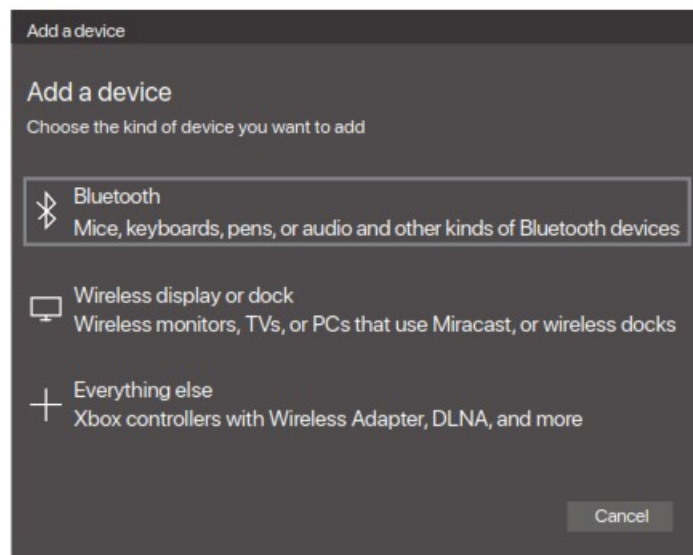 Add a device
Add a device
Choose the kind of device you want to add
Bluetooth
Mice, keyboards, pens, or audio and other kinds of Bluetooth devices
Wireless display or dock
Wireless monitors, TVs, or PCs that use Miracast, or wireless docks
Everything else
Xbox controllers with Wireless Adapter, DLNA, and more
Cancel